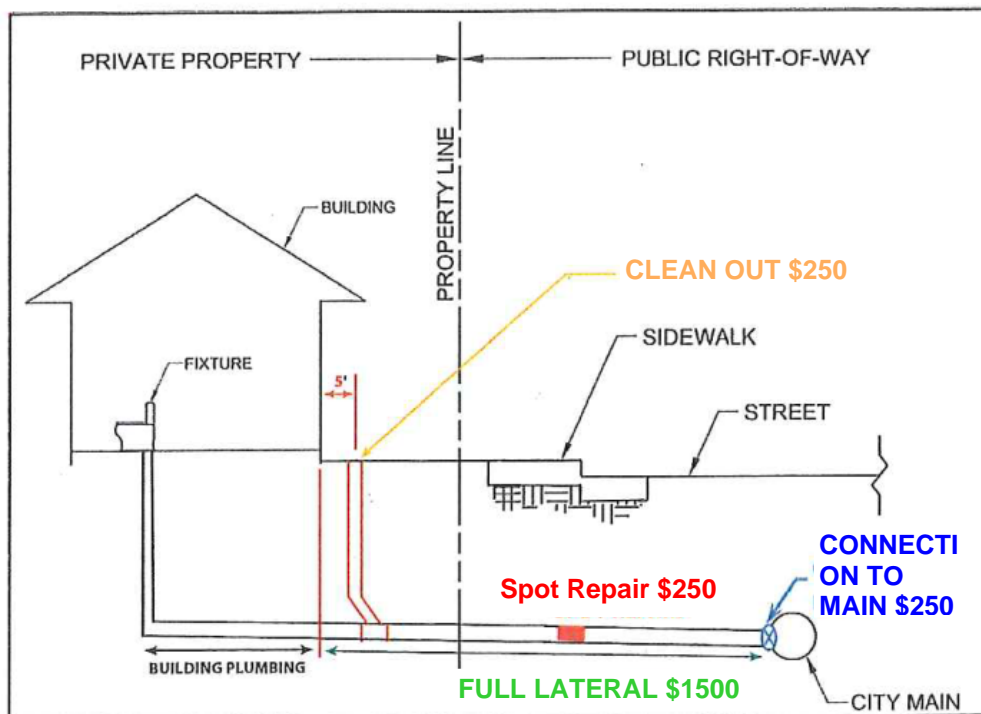 PRIVATE PROPERTY
PUBLIC RIGHT-OF-WAY
PROPERTY LINE
BUILDING
CLEAN OUT $250
SIDEWALK
FIXTURE
5'
STREET
CONNECTI
ON TO
MAIN $250
Spot Repair $250
BUILDING PLUMBING
FULL LATERAL $1500
CITY MAIN